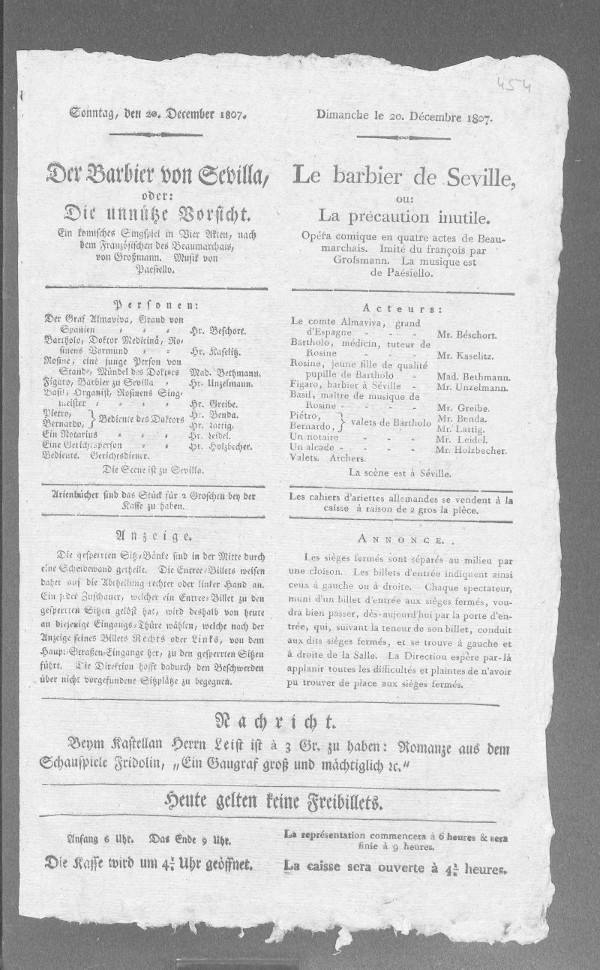 454
Sonntag, den 20. December 1807.
Der Barbier von Sevilla,
oder:
Die unnütze Vorsicht.
Ein komisches Singspiel in Vier Akten, nach
dem Französischen des Beaumarchais,
von Großmann. Musik von
Paesiello.
Personen:
Der Graf Almaviva, Grand von
Spanien - - - Hr. Beschort.
Bartholo, Doktor Medicinä, Ro-
sinens Vormund - - Hr. Kaselitz.
Rosine, eine junge Person von
Stande, Mündel des Doktors Mad. Bethmann.
Figaro, Barbier zu Sevilla - Hr. Unzelmann.
Basil, Organist, Rosinens Sing-
meister - - - Hr. Greibe.
Pietro, } Bediente des Doktors Hr. Benda.
Bernardo, Hr. Lattig.
Ein Notarius - - - Hr. Leidel.
Eine Gerichtsperson - - Hr. Holzbecher.
Bediente. Gerichtsdiener.
Die Scene ist zu Sevilla.
Arienbücher sind das Stück für 2 Groschen bey der
Kasse zu haben.
Anzeige.
Die gesperrten Sitz-Bänke sind in der Mitte durch
eine Scheidewand getheilt. Die Entree-Billets weisen
daher auf die Abtheilung rechter oder linker Hand an.
Ein jeder Zuschauer, welcher ein Entree-Billet zu den
gesperrten Sitzen gelöst hat, wird deshalb von heute
an diejenige Eingangs-Thüre wählen, welche nach der
Anzeige seines Billets Rechts oder Links, von dem
Haupt-Straßen-Eingange her, zu den gesperrten Sitzen
führt. Die Direktion hoffe dadurch den Beschwerden
über nicht vorgefundene Sitzplätze zu begegnen.
Dimanche le 20. Décembre 1807.
Le barbier de Seville,
ou:
La précaution inutile.
Opéra comique en quatre actes de Beau-
marchais. Imité du françois par
Grofsmann. La musique est
de Paésiello.
Acteurs:
Le comte Almaviva, grand
d'Espagne - - - Mr. Béschort.
Bartholo, médicin, tuteur de
Rosine - - - - Mr. Kaselitz.
Rosine, jeune fille de qualité
pupille de Bartholo - Mad. Bethmann.
Figaro, barbier à Séville - Mr. Unzelmann.
Basil, maître de musique de
Rosine - - - - Mr. Greibe.
Piétro, } valets de Bartholo Mr. Benda.
Bernardo, Mr. Lattig.
Un notaire - - - - Mr. Leidel.
Un alcade - - - - Mr. Holzbecher.
Valets. Archers.
La scène est à Séville.
Les cahiers d'ariettes allemandes se vendent à la
caisse à raison de 2 gros la pièce.
Annonce.
Les sièges fermés sont séparés au milieu par
une cloison. Les billets d'entrée indiquent ainsi
ceux à gauche ou à droite. Chaque spectateur,
muni d'un billet d'entrée aux sièges fermés, vou-
dra bien passer, dès-aujourd'hui par la porte d'en-
trée, qui, suivant la teneur de son billet, conduit
aux dits sièges fermés, et se trouve à gauche et
à droite de la Salle. La Direction espère par-là
applanir toutes les difficultés et plaintes de n'avoir
pu trouver de place aux sièges fermés.
Nachricht.
Beym Kastellan Herrn Leist ist à 3 Gr. zu haben: Romanze aus dem
Schauspiele Fridolin, „Ein Gaugraf groß und mächtiglich ꝛc.“
Heute gelten keine Freibillets.
Anfang 6 Uhr. Das Ende 9 Uhr.
Die Kasse wird um 4½ Uhr geöffnet.
La représentation commencera à 6 heures & sera
finie à 9 heures.
La caisse sera ouverte à 4½ heures.